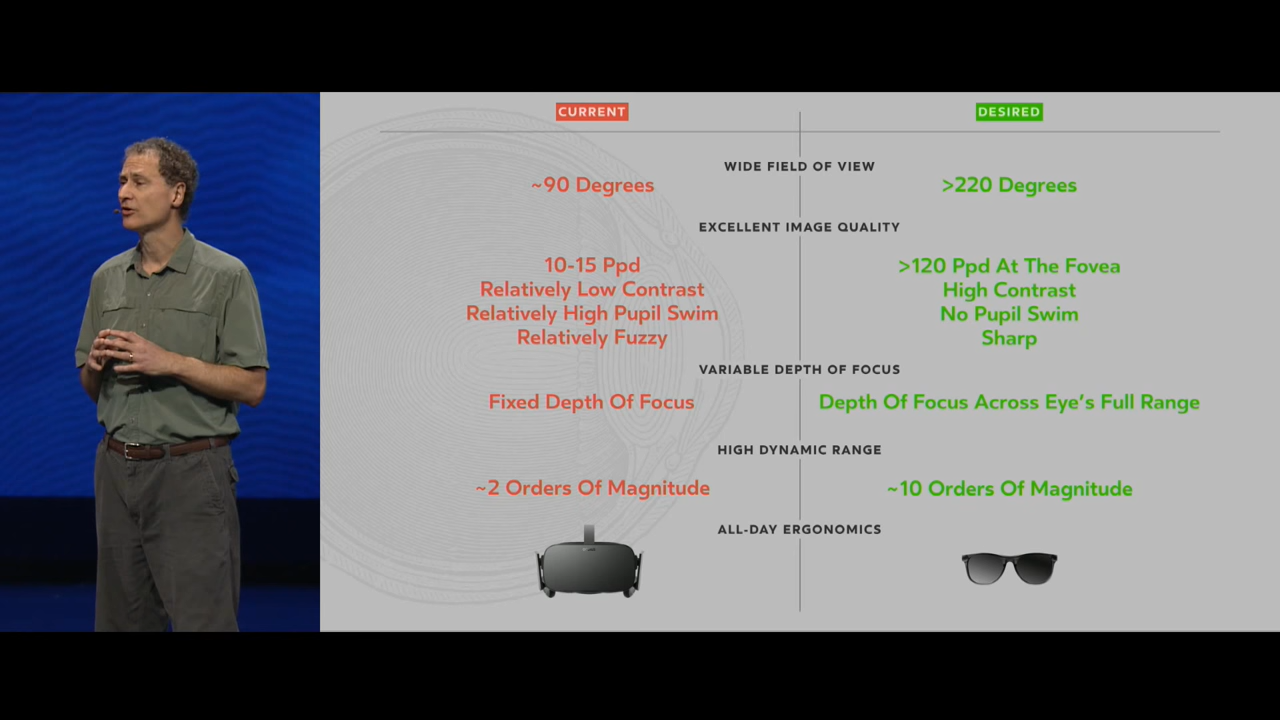 CURRENT
DESIRED
WIDE FIELD OF VIEW
~90 Degrees
>220 Degrees
EXCELLENT IMAGE QUALITY
10-15 Ppd
>120 Ppd At The Fovea
Relatively Low Contrast
High Contrast
Relatively High Pupil Swim
No Pupil Swim
Relatively Fuzzy
Sharp
VARIABLE DEPTH OF FOCUS
Fixed Depth Of Focus
Depth Of Focus Across Eye’s Full Range
HIGH DYNAMIC RANGE
~2 Orders Of Magnitude
~10 Orders Of Magnitude
ALL-DAY ERGONOMICS